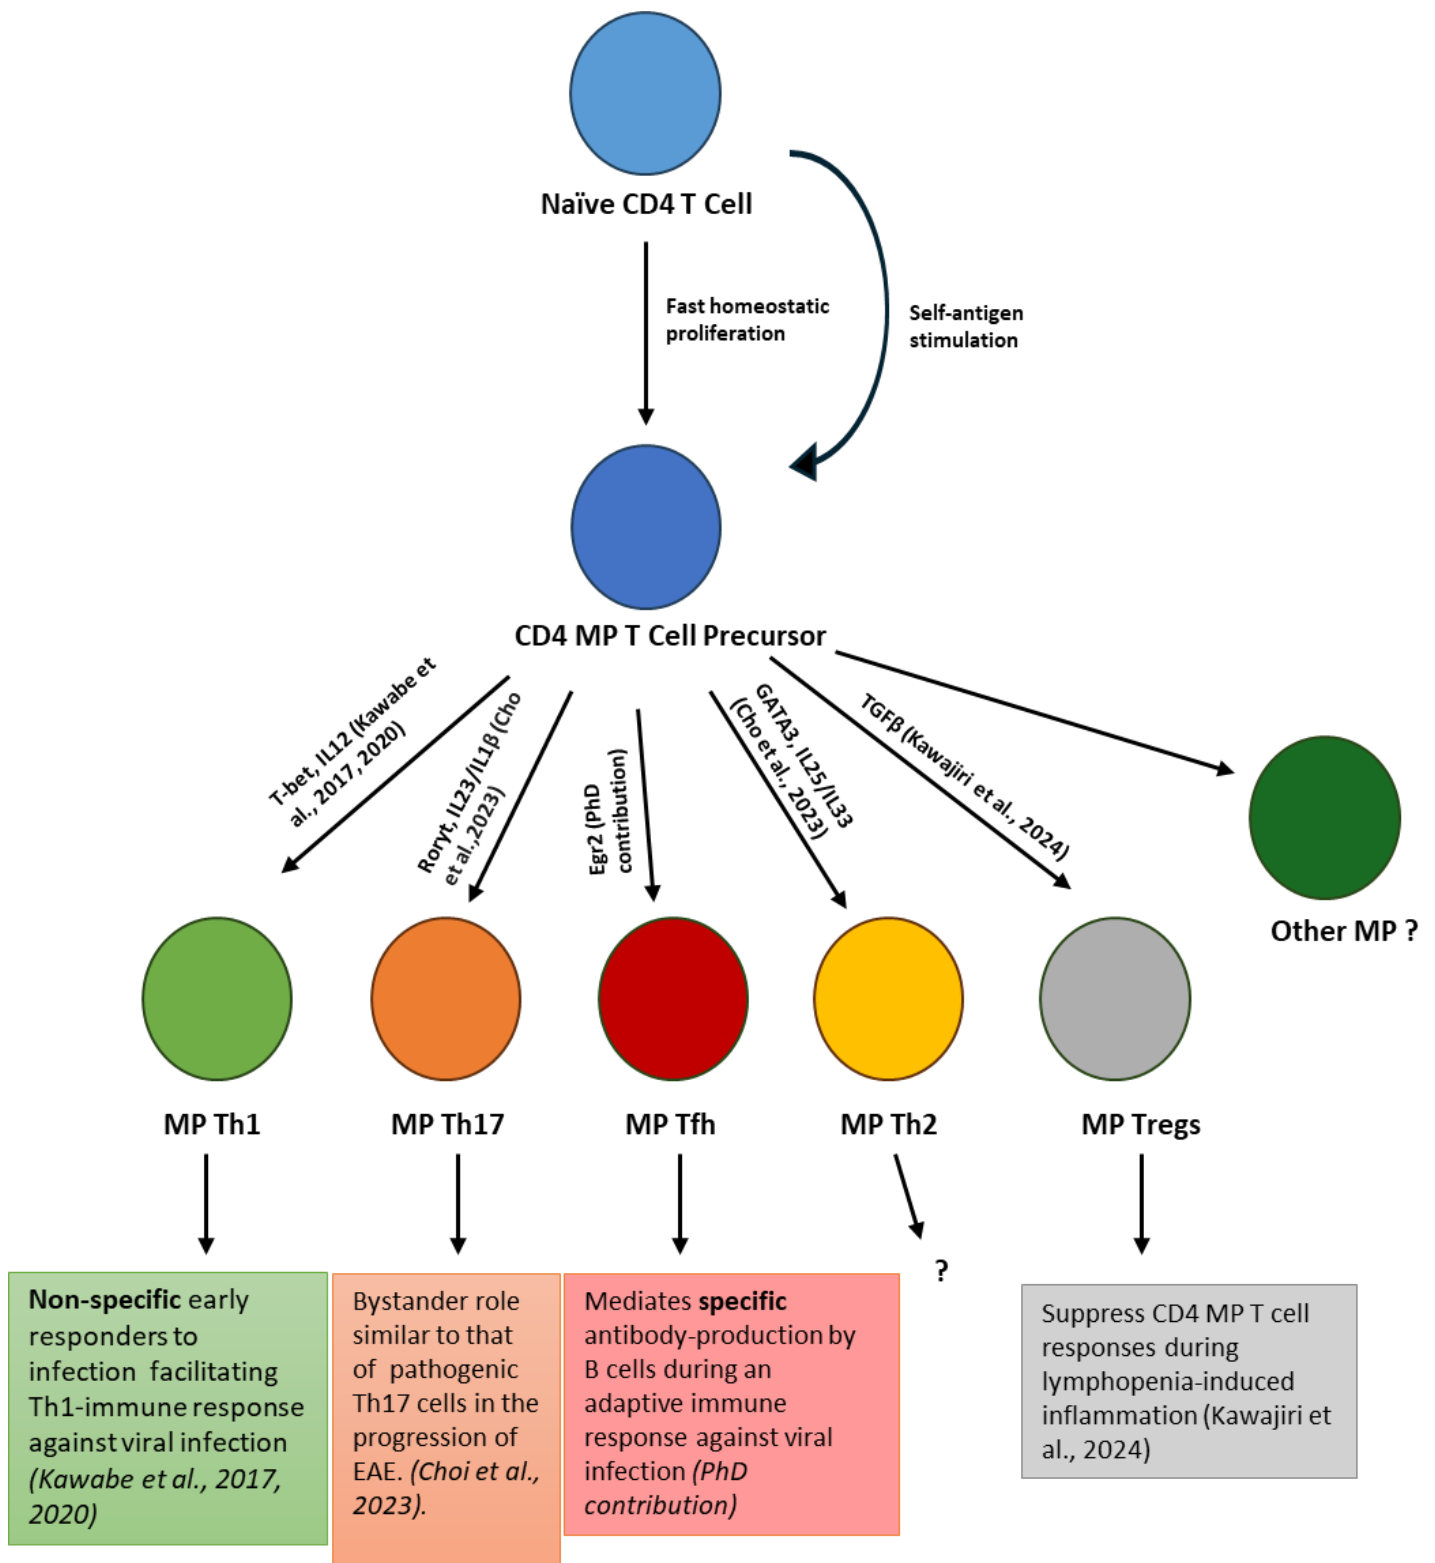 Naïve CD4 T Cell
Fast homeostatic
proliferation
Self-antigen
stimulation
CD4 MP T Cell Precursor
T-bet, IL12 (Kawabe et
al., 2017, 2020)
Roryt, IL23/IL1β (Cho
et al.,2023)
Egr2 (PhD
contribution)
GATA3, IL25/IL33
(Cho et al., 2023)
TGFβ (Kawajiri et al., 2024)
Other MP ?
MP Th1
MP Th17
MP Tfh
MP Th2
MP Tregs
Non-specific early
responders to
infection facilitating
Th1-immune response
against viral infection
(Kawabe et al., 2017,
2020)
Bystander role
similar to that
of pathogenic
Th17 cells in the
progression of
EAE. (Choi et al.,
2023).
Mediates specific
antibody-production by
B cells during an
adaptive immune
response against viral
infection (PhD
contribution)
?
Suppress CD4 MP T cell
responses during
lymphopenia-induced
inflammation (Kawajiri et
al., 2024)